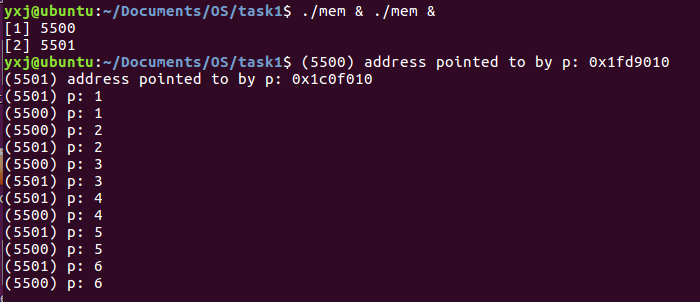 yxj@ubuntu:~/Documents/OS/task1$ ./mem & ./mem &
[1] 5500
[2] 5501
yxj@ubuntu:~/Documents/OS/task1$ (5500) address pointed to by p: 0x1fd9010
(5501) address pointed to by p: 0x1c0f010
(5501) p: 1
(5500) p: 1
(5500) p: 2
(5501) p: 2
(5500) p: 3
(5501) p: 3
(5501) p: 4
(5500) p: 4
(5501) p: 5
(5500) p: 5
(5501) p: 6
(5500) p: 6